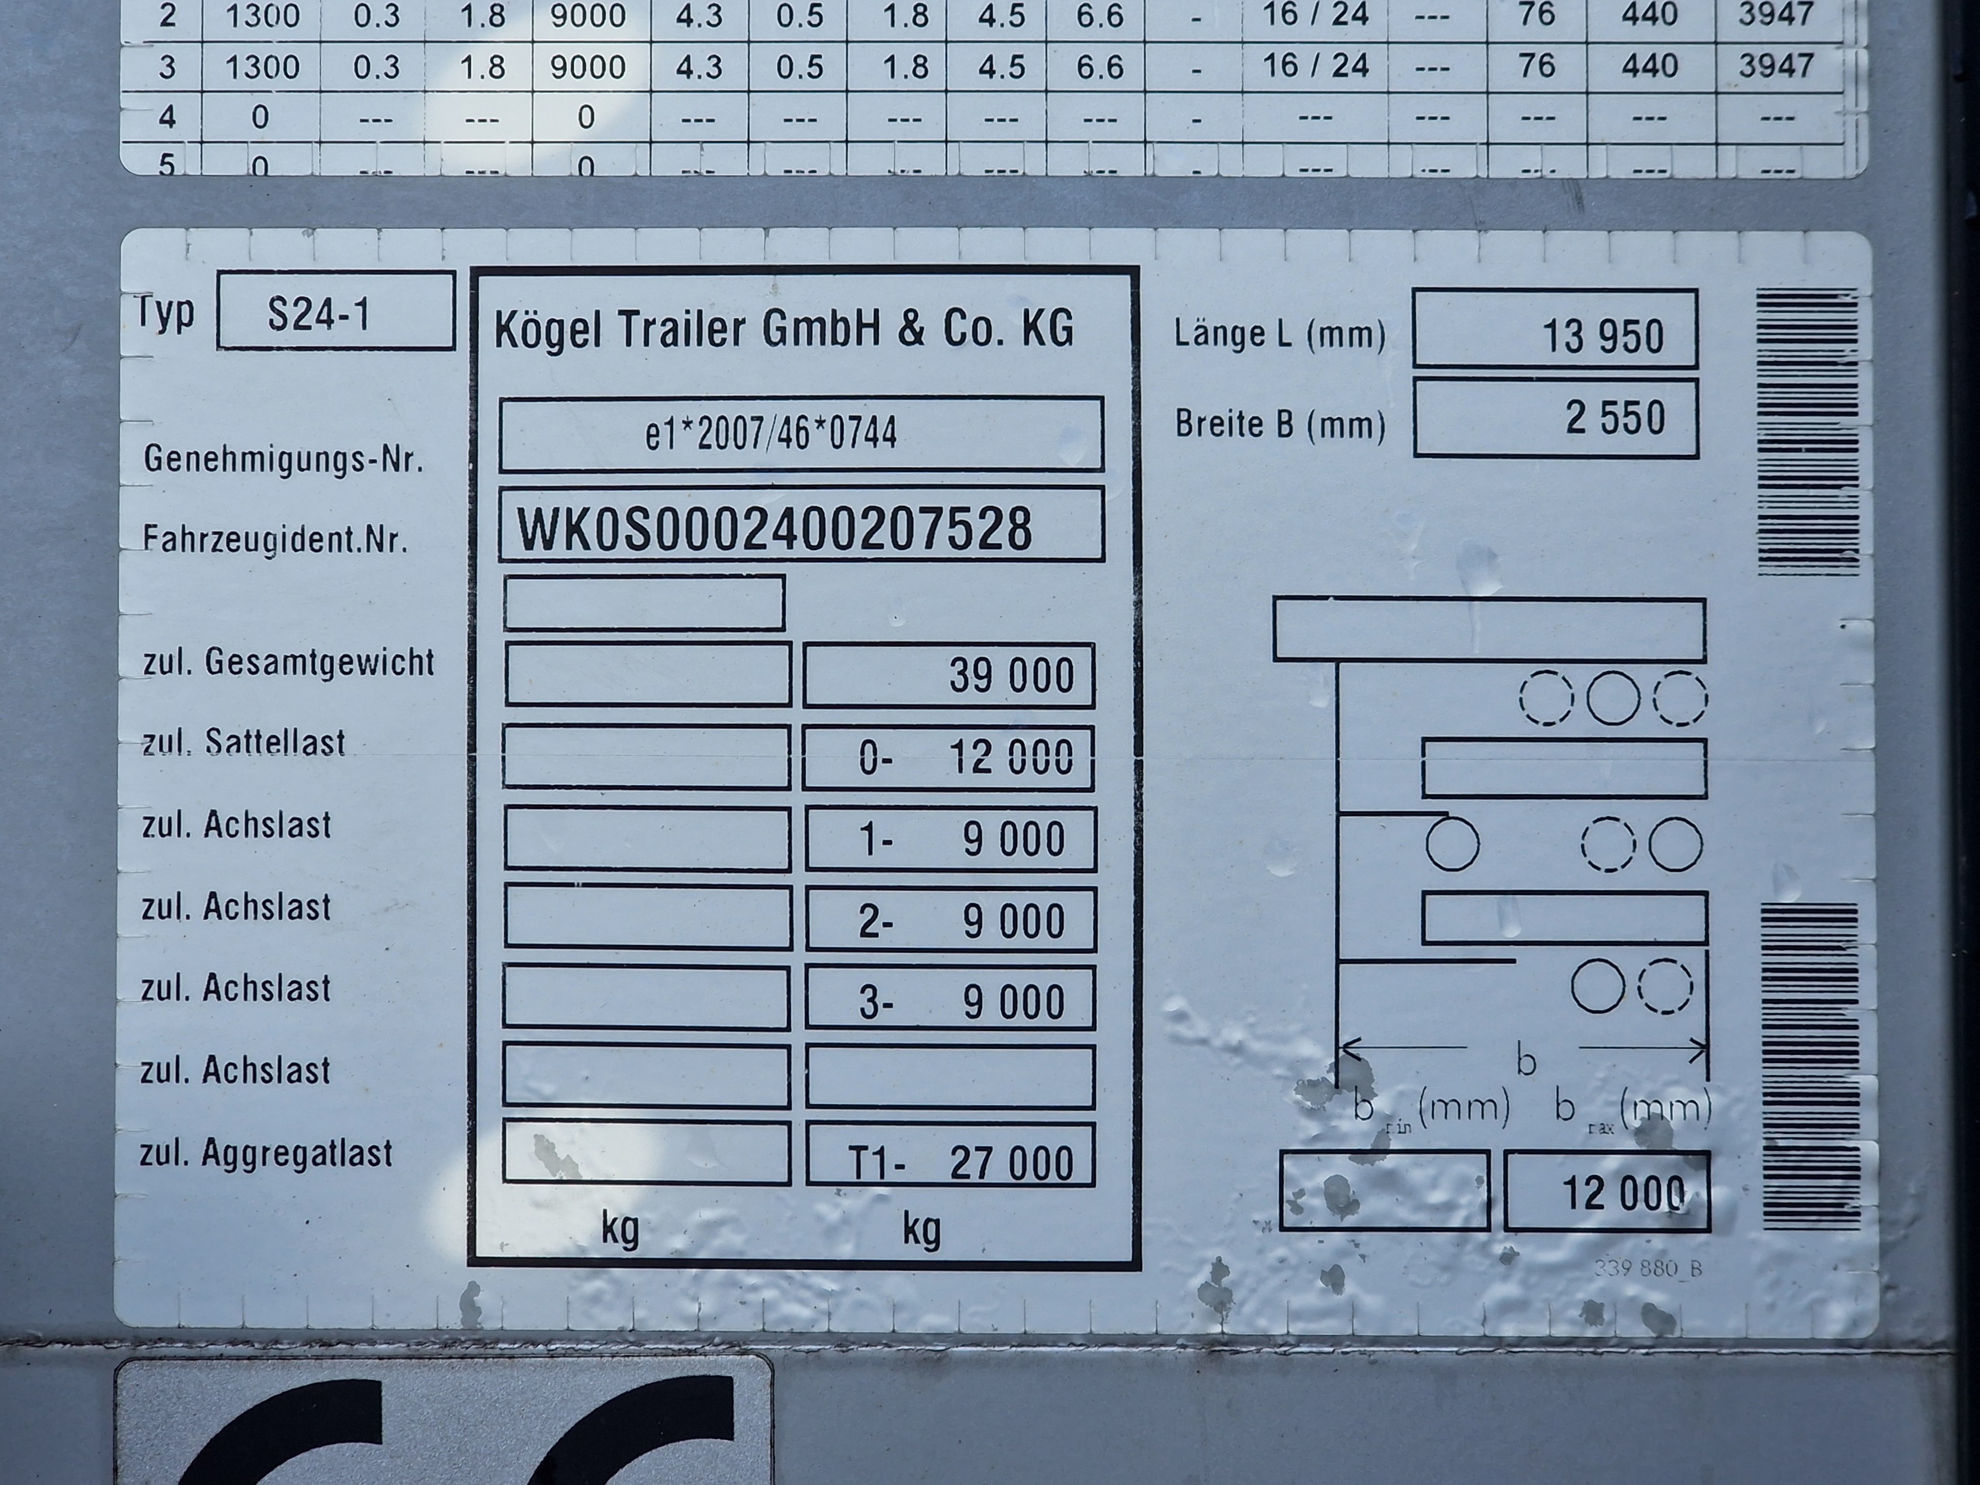 2 1300 0.3 1.8 9000 4.3 0.5 1.8 4.5 6.6 - 16 / 24 --- 76 440 3947
3 1300 0.3 1.8 9000 4.3 0.5 1.8 4.5 6.6 - 16 / 24 --- 76 440 3947
4 0 --- --- 0 --- --- --- --- --- - --- --- --- --- ---
5 0 --- --- 0 --- --- --- --- --- - --- --- --- --- ---
Typ S24-1
Kögel Trailer GmbH & Co. KG
Länge L (mm) 13 950
Breite B (mm) 2 550
Genehmigungs-Nr. e1*2007/46*0744
Fahrzeugident.Nr. WK0S0002400207528
zul. Gesamtgewicht 39 000
zul. Sattellast 0- 12 000
zul. Achslast 1- 9 000
zul. Achslast 2- 9 000
zul. Achslast 3- 9 000
zul. Achslast
zul. Aggregatlast T1- 27 000
kg kg
b
b min (mm) b max (mm)
12 000
339 880_B
CE